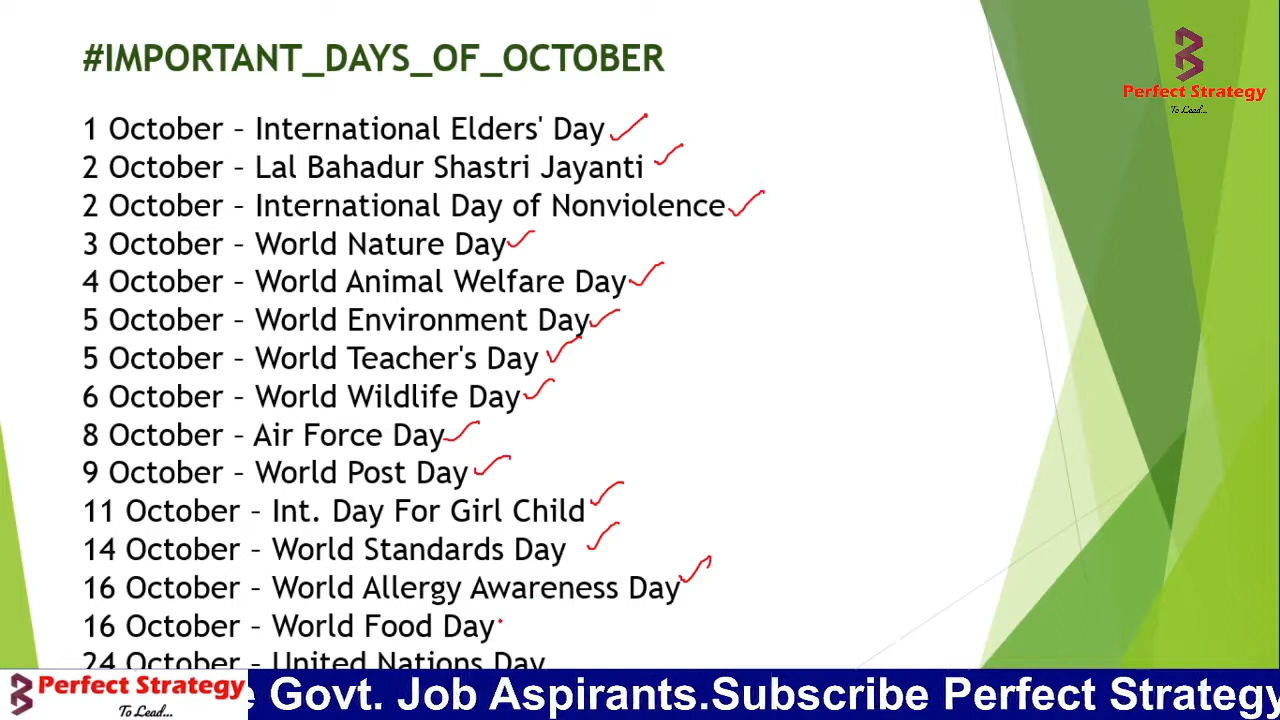 #IMPORTANT_DAYS_OF_OCTOBER
Perfect Strategy
To Lead...
1 October – International Elders' Day
2 October – Lal Bahadur Shastri Jayanti
2 October – International Day of Nonviolence
3 October – World Nature Day
4 October – World Animal Welfare Day
5 October – World Environment Day
5 October – World Teacher's Day
6 October – World Wildlife Day
8 October – Air Force Day
9 October – World Post Day
11 October – Int. Day For Girl Child
14 October – World Standards Day
16 October – World Allergy Awareness Day
16 October – World Food Day
24 October – United Nations Day
Perfect Strategy
To Lead...
e Govt. Job Aspirants.Subscribe Perfect Strategy